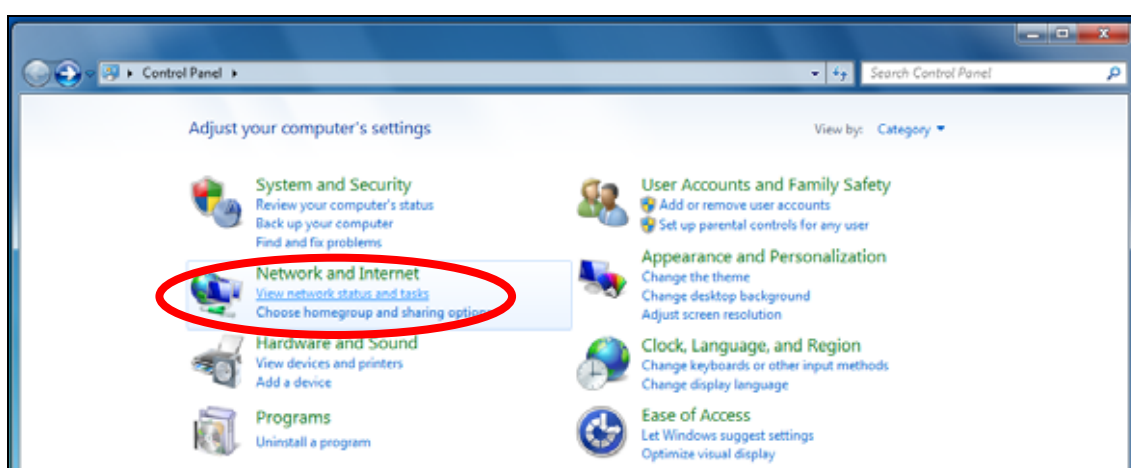 Control Panel
Search Control Panel
Adjust your computer's settings
View by: Category
System and Security
Review your computer's status
Back up your computer
Find and fix problems
Network and Internet
View network status and tasks
Choose homegroup and sharing options
Hardware and Sound
View devices and printers
Add a device
Programs
Uninstall a program
User Accounts and Family Safety
Add or remove user accounts
Set up parental controls for any user
Appearance and Personalization
Change the theme
Change desktop background
Adjust screen resolution
Clock, Language, and Region
Change keyboards or other input methods
Change display language
Ease of Access
Let Windows suggest settings
Optimize visual display